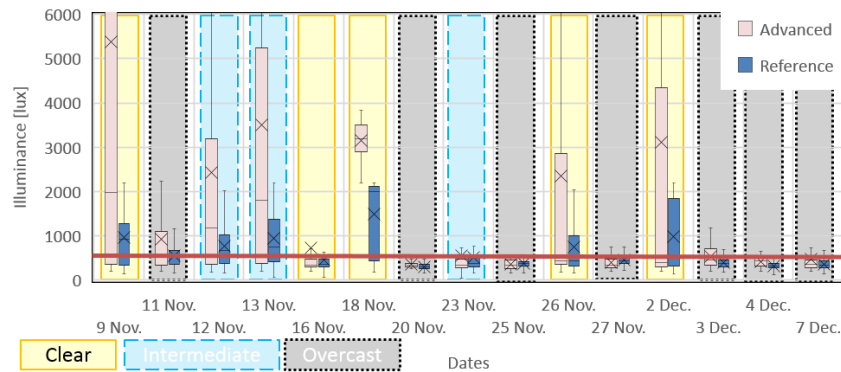 6000
5000
4000
3000
2000
1000
0
Illuminance [lux]
Advanced
Reference
11 Nov. 13 Nov. 18 Nov. 23 Nov. 26 Nov. 2 Dec. 4 Dec.
9 Nov. 12 Nov. 16 Nov. 20 Nov. 25 Nov. 27 Nov. 3 Dec. 7 Dec.
Clear Intermediate Overcast
Dates